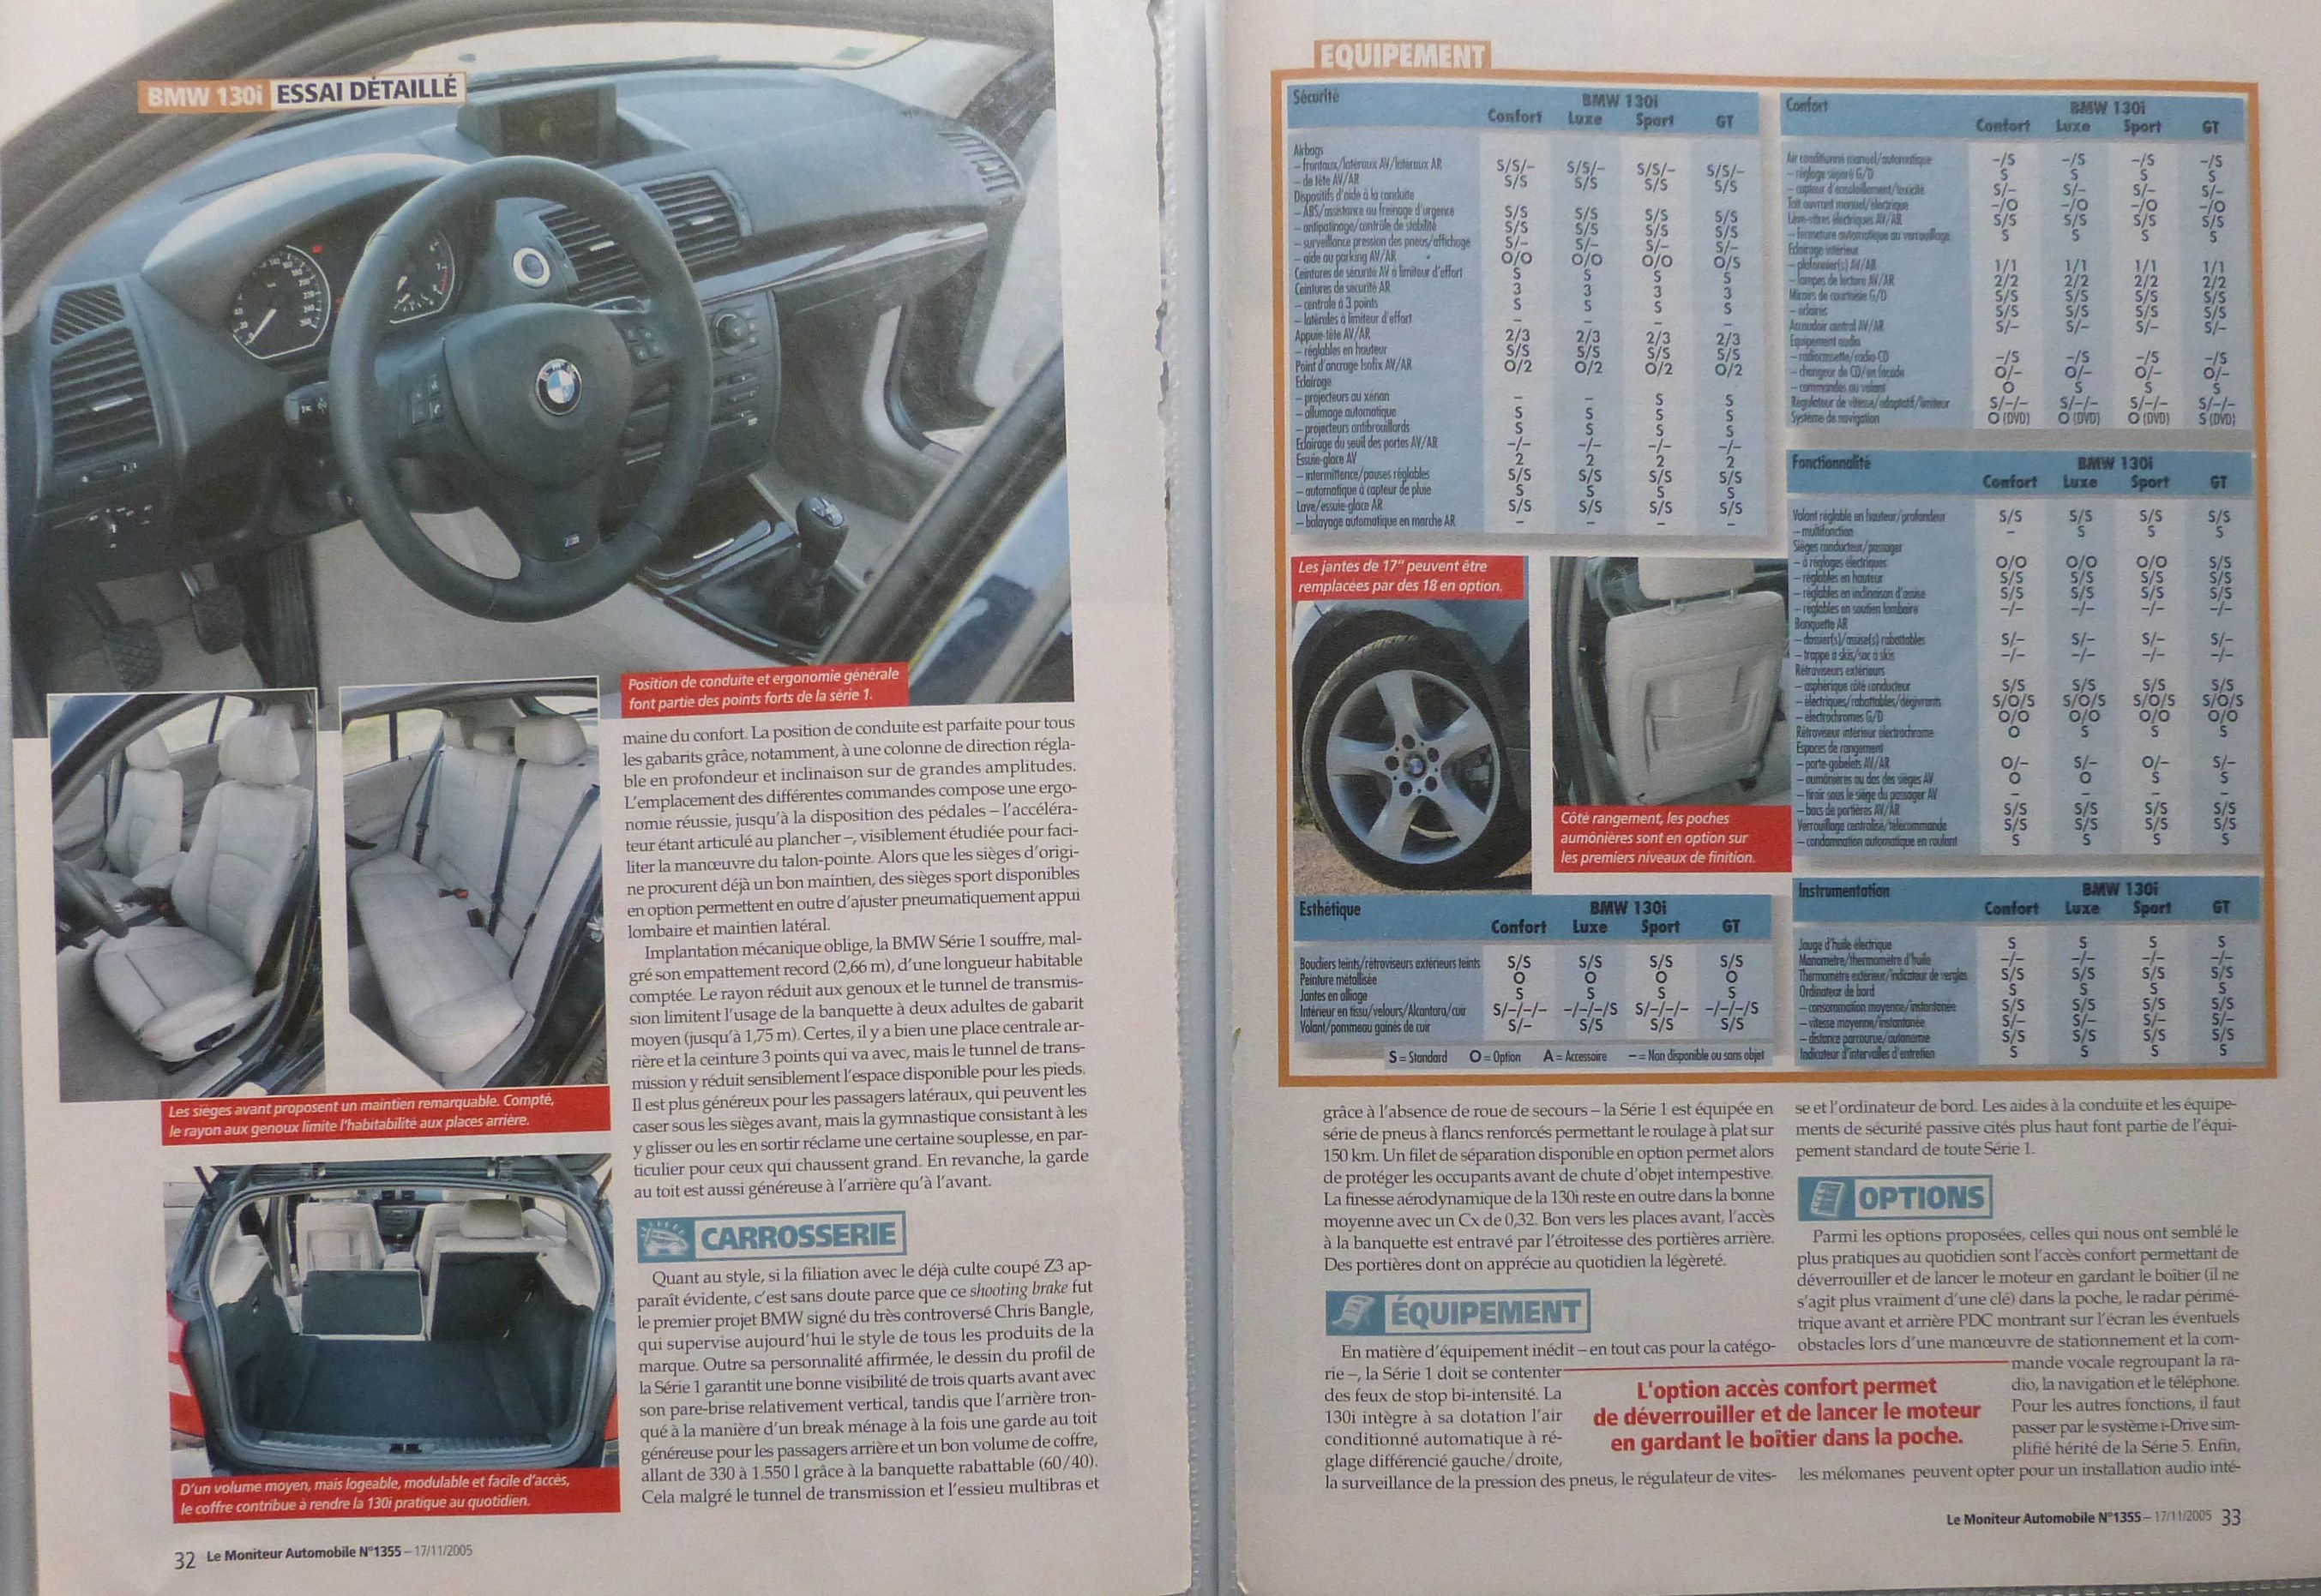 BMW 130i ESSAI DÉTAILLÉ
Position de conduite et ergonomie générale
font partie des points forts de la série 1.
Les sièges avant proposent un maintien remarquable. Compté,
le rayon aux genoux limite l'habitabilité aux places arrière.
D'un volume moyen, mais logeable, modulable et facile d'accès,
le coffre contribue à rendre la 130i pratique au quotidien.
maine du confort. La position de conduite est parfaite pour tous
les gabarits grâce, notamment, à une colonne de direction régla-
ble en profondeur et inclinaison sur de grandes amplitudes.
L'emplacement des différentes commandes compose une ergo-
nomie réussie, jusqu'à la disposition des pédales – l'accéléra-
teur étant articulé au plancher –, visiblement étudiée pour faci-
liter la manœuvre du talon-pointe. Alors que les sièges d'origi-
ne procurent déjà un bon maintien, des sièges sport disponibles
en option permettent en outre d'ajuster pneumatiquement appui
lombaire et maintien latéral.
Implantation mécanique oblige, la BMW Série 1 souffre, mal-
gré son empattement record (2,66 m), d'une longueur habitable
comptée. Le rayon réduit aux genoux et le tunnel de transmis-
sion limitent l'usage de la banquette à deux adultes de gabarit
moyen (jusqu'à 1,75 m). Certes, il y a bien une place centrale ar-
rière et la ceinture 3 points qui va avec, mais le tunnel de trans-
mission y réduit sensiblement l'espace disponible pour les pieds.
Il est plus généreux pour les passagers latéraux, qui peuvent les
caser sous les sièges avant, mais la gymnastique consistant à les
y glisser ou les en sortir réclame une certaine souplesse, en par-
ticulier pour ceux qui chaussent grand. En revanche, la garde
au toit est aussi généreuse à l'arrière qu'à l'avant.
CARROSSERIE
Quant au style, si la filiation avec le déjà culte coupé Z3 ap-
paraît évidente, c'est sans doute parce que ce shooting brake fut
le premier projet BMW signé du très controversé Chris Bangle,
qui supervise aujourd'hui le style de tous les produits de la
marque. Outre sa personnalité affirmée, le dessin du profil de
la Série 1 garantit une bonne visibilité de trois quarts avant avec
son pare-brise relativement vertical, tandis que l'arrière tron-
qué à la manière d'un break ménage à la fois une garde au toit
généreuse pour les passagers arrière et un bon volume de coffre,
allant de 330 à 1.550 l grâce à la banquette rabattable (60/40).
Cela malgré le tunnel de transmission et l'essieu multibras et
32 Le Moniteur Automobile N°1355 – 17/11/2005
EQUIPEMENT
Sécurité BMW 130i
Confort Luxe Sport GT
Airbags
– frontaux/latéraux AV/latéraux AR S/S/- S/S/- S/S/- S/S/-
– de tête AV/AR S/S S/S S/S S/S
Dispositifs d'aide à la conduite
– ABS/assistance au freinage d'urgence S/S S/S S/S S/S
– antipatinage/contrôle de stabilité S/S S/S S/S S/S
– surveillance pression des pneus/affichage S/- S/- S/- S/-
– aide au parking AV/AR O/O O/O O/O O/S
Ceintures de sécurité AV à limiteur d'effort S S S S
Ceintures de sécurité AR 3 3 3 3
– centrale à 3 points S S S S
– latérales à limiteur d'effort – – – –
Appuie-tête AV/AR 2/3 2/3 2/3 2/3
– réglables en hauteur S/S S/S S/S S/S
Point d'ancrage Isofix AV/AR O/2 O/2 O/2 O/2
Eclairage
– projecteurs au xénon – – S S
– allumage automatique S S S S
– projecteurs antibrouillards S S S S
Eclairage du seuil des portes AV/AR –/– –/– –/– –/–
Essuie-glace AV 2 2 2 2
– intermittence/pauses réglables S/S S/S S/S S/S
– automatique à capteur de pluie S S S S
Lave/essuie-glace AR S/S S/S S/S S/S
– balayage automatique en marche AR – – – –
Confort BMW 130i
Confort Luxe Sport GT
Air conditionné manuel/automatique –/S –/S –/S –/S
– réglage séparé G/D S S S S
– capteur d'ensoleillement/toxicité S/– S/– S/– S/–
Toit ouvrant manuel/électrique –/O –/O –/O –/O
Lève-vitres électriques AV/AR S/S S/S S/S S/S
– fermeture automatique au verrouillage S S S S
Eclairage intérieur
– plafonnier(s) AV/AR 1/1 1/1 1/1 1/1
– lampes de lecture AV/AR 2/2 2/2 2/2 2/2
Miroirs de courtoisie G/D S/S S/S S/S S/S
– éclairés S/S S/S S/S S/S
Accoudoir central AV/AR S/– S/– S/– S/–
Equipement audio
– radiocassette/radio-CD –/S –/S –/S –/S
– changeur de CD/en façade O/– O/– O/– O/–
– commandes au volant O S S S
Régulateur de vitesse/adaptatif/limiteur S/–/– S/–/– S/–/– S/–/–
Système de navigation O (DVD) O (DVD) O (DVD) S (DVD)
Fonctionnalité BMW 130i
Confort Luxe Sport GT
Volant réglable en hauteur/profondeur S/S S/S S/S S/S
– multifonction – S S S
Sièges conducteur/passager
– à réglages électriques O/O O/O O/O S/S
– réglables en hauteur S/S S/S S/S S/S
– réglables en inclinaison d'assise S/S S/S S/S S/S
– réglables en soutien lombaire –/– –/– –/– –/–
Banquette AR
– dossier(s)/assise(s) rabattables S/– S/– S/– S/–
– trappe à skis/sac à skis –/– –/– –/– –/–
Rétroviseurs extérieurs
– asphérique côté conducteur S/S S/S S/S S/S
– électriques/rabattables/dégivrants S/O/S S/O/S S/O/S S/O/S
– électrochromes G/D O/O O/O O/O O/O
Rétroviseur intérieur électrochrome O S S S
Espaces de rangement
– porte-gobelets AV/AR O/– S/– O/– S/–
– aumônières au dos des sièges AV O O S S
– tiroir sous le siège du passager AV – – – –
– bacs de portières AV/AR S/S S/S S/S S/S
Verrouillage centralisé/télécommande S/S S/S S/S S/S
– condamnation automatique en roulant S S S S
Les jantes de 17" peuvent être
remplacées par des 18 en option.
Côté rangement, les poches
aumônières sont en option sur
les premiers niveaux de finition.
Esthétique BMW 130i
Confort Luxe Sport GT
Boucliers teints/rétroviseurs extérieurs teints S/S S/S S/S S/S
Peinture métallisée O O O O
Jantes en alliage S S S S
Intérieur en tissu/velours/Alcantara/cuir S/–/–/– –/–/–/S S/–/–/– –/–/–/S
Volant/pommeau gainés de cuir S/– S/S S/S S/S
S = Standard O = Option A = Accessoire – = Non disponible ou sans objet
Instrumentation BMW 130i
Confort Luxe Sport GT
Jauge d'huile électrique S S S S
Manomètre/thermomètre d'huile –/– –/– –/– –/–
Thermomètre extérieur/indicateur de verglas S/S S/S S/S S/S
Ordinateur de bord S S S S
– consommation moyenne/instantanée S/S S/S S/S S/S
– vitesse moyenne/instantanée S/– S/– S/– S/–
– distance parcourue/autonomie S/S S/S S/S S/S
Indicateur d'intervalles d'entretien S S S S
grâce à l'absence de roue de secours – la Série 1 est équipée en
série de pneus à flancs renforcés permettant le roulage à plat sur
150 km. Un filet de séparation disponible en option permet alors
de protéger les occupants avant de chute d'objet intempestive.
La finesse aérodynamique de la 130i reste en outre dans la bonne
moyenne avec un Cx de 0,32. Bon vers les places avant, l'accès
à la banquette est entravé par l'étroitesse des portières arrière.
Des portières dont on apprécie au quotidien la légèreté.
ÉQUIPEMENT
En matière d'équipement inédit – en tout cas pour la catégo-
rie –, la Série 1 doit se contenter
des feux de stop bi-intensité. La
130i intègre à sa dotation l'air
conditionné automatique à ré-
glage différencié gauche/droite,
la surveillance de la pression des pneus, le régulateur de vites-
L'option accès confort permet
de déverrouiller et de lancer le moteur
en gardant le boîtier dans la poche.
se et l'ordinateur de bord. Les aides à la conduite et les équipe-
ments de sécurité passive cités plus haut font partie de l'équi-
pement standard de toute Série 1.
OPTIONS
Parmi les options proposées, celles qui nous ont semblé le
plus pratiques au quotidien sont l'accès confort permettant de
déverrouiller et de lancer le moteur en gardant le boîtier (il ne
s'agit plus vraiment d'une clé) dans la poche, le radar périmé-
trique avant et arrière PDC montrant sur l'écran les éventuels
obstacles lors d'une manœuvre de stationnement et la com-
mande vocale regroupant la ra-
dio, la navigation et le téléphone.
Pour les autres fonctions, il faut
passer par le système i-Drive sim-
plifié hérité de la Série 5. Enfin,
les mélomanes peuvent opter pour un installation audio inté-
Le Moniteur Automobile N°1355 – 17/11/2005 33